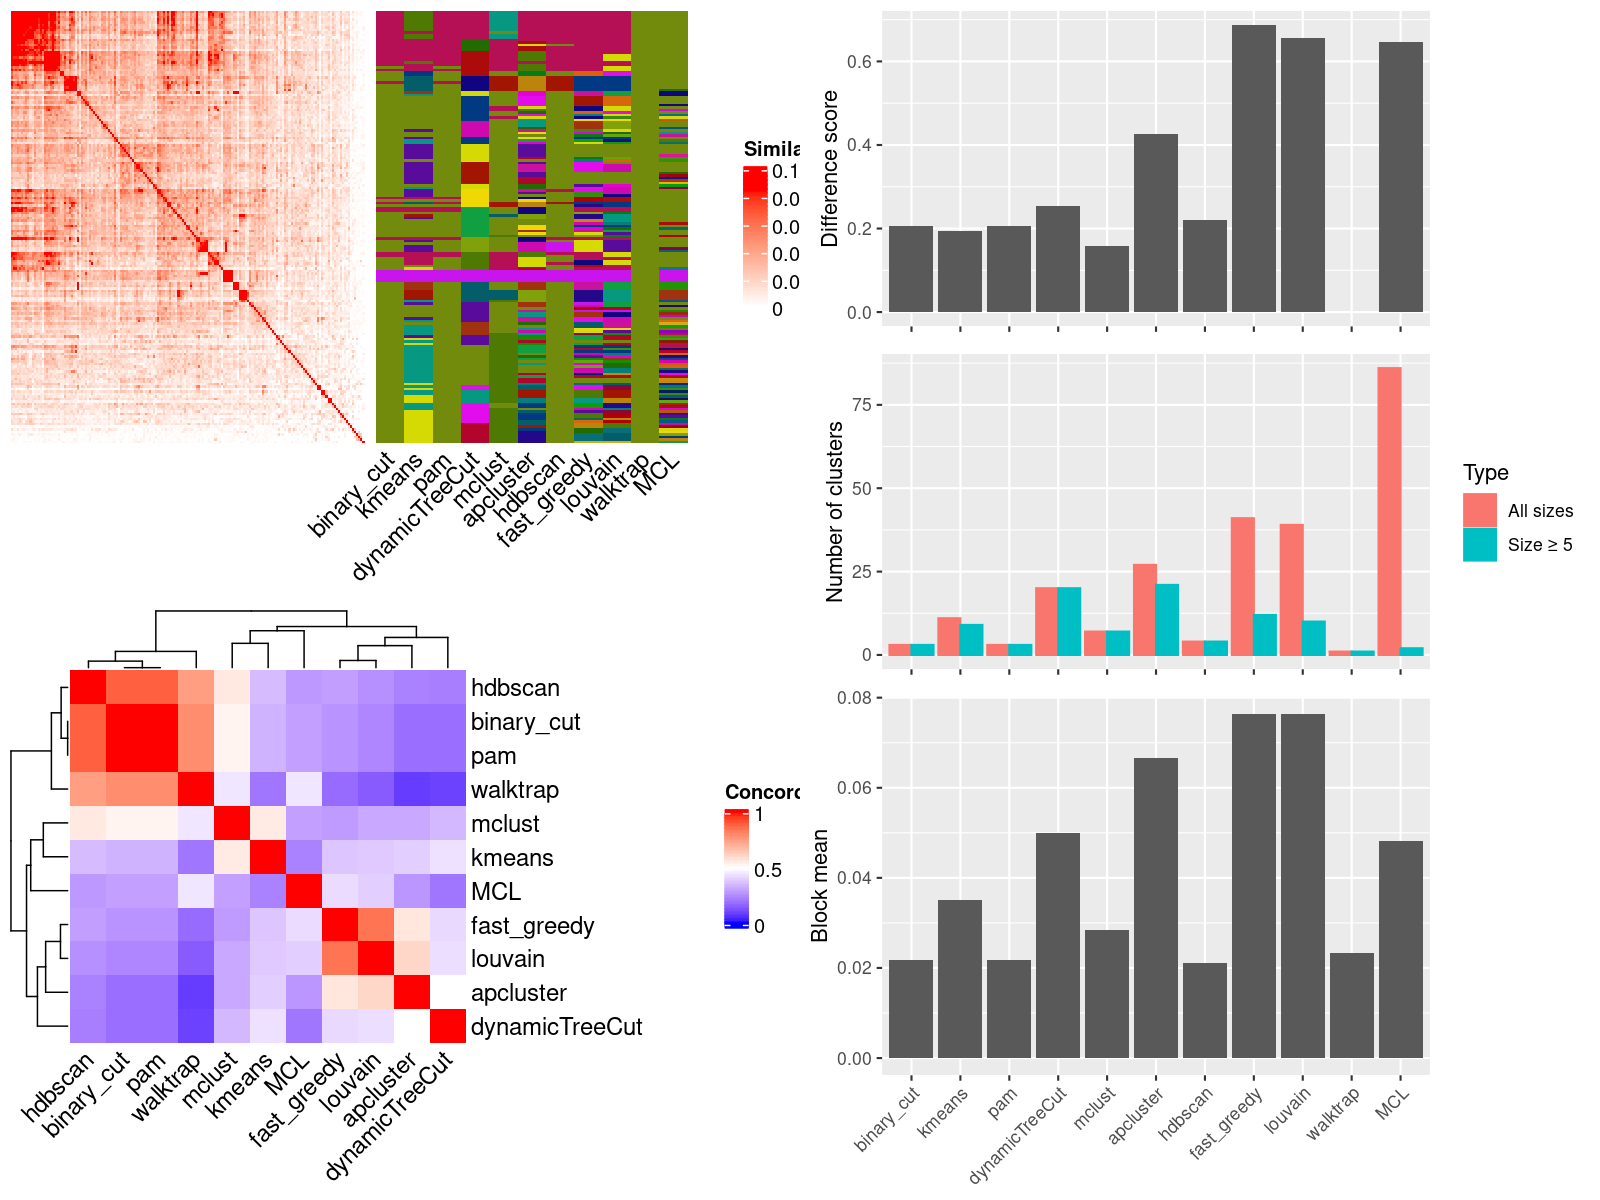 Simila
0.1
0.0
0.0
0.0
0.0
0
binary_cut
kmeans
pam
dynamicTreeCut
mclust
apcluster
hdbscan
fast_greedy
louvain
walktrap
MCL
hdbscan
binary_cut
pam
walktrap
mclust
kmeans
MCL
fast_greedy
louvain
apcluster
dynamicTreeCut
hdbscan
binary_cut
pam
walktrap
mclust
kmeans
MCL
fast_greedy
louvain
apcluster
dynamicTreeCut
Concord
1
0.5
0
Difference score
0.6
0.4
0.2
0.0
Number of clusters
75
50
25
0
Type
All sizes
Size ≥ 5
Block mean
0.08
0.06
0.04
0.02
0.00
binary_cut
kmeans
pam
dynamicTreeCut
mclust
apcluster
hdbscan
fast_greedy
louvain
walktrap
MCL